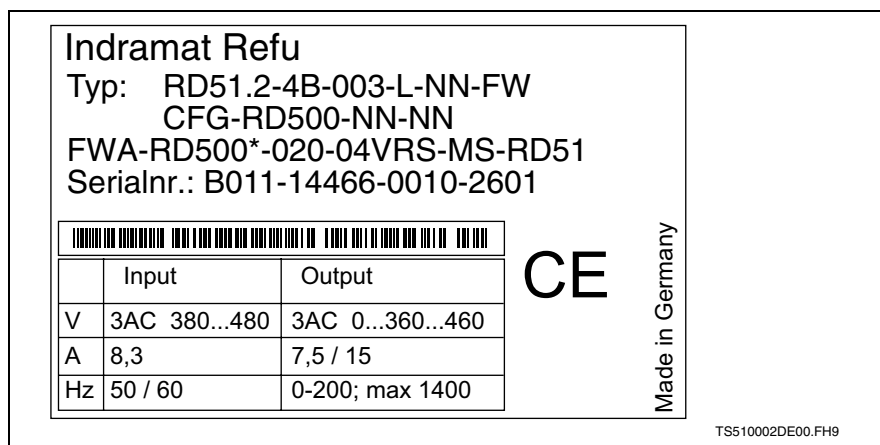 Indramat Refu
Typ: RD51.2-4B-003-L-NN-FW
CFG-RD500-NN-NN
FWA-RD500*-020-04VRS-MS-RD51
Serialnr.: B011-14466-0010-2601
Input Output
V 3AC 380...480 3AC 0...360...460
A 8,3 7,5 / 15
Hz 50 / 60 0-200; max 1400
CE
Made in Germany
TS510002DE00.FH9